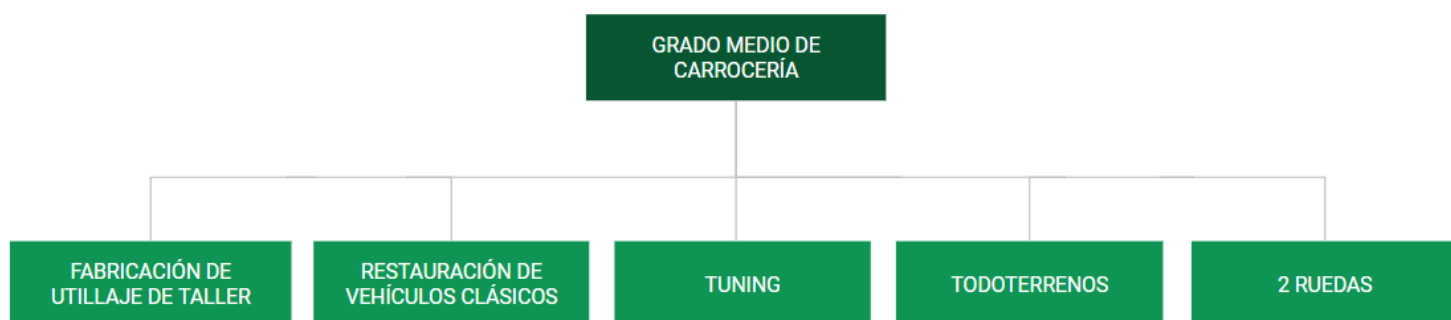 GRADO MEDIO DE
CARROCERÍA
FABRICACIÓN DE
UTILLAJE DE TALLER
RESTAURACIÓN DE
VEHÍCULOS CLÁSICOS
TUNING
TODOTERRENOS
2 RUEDAS